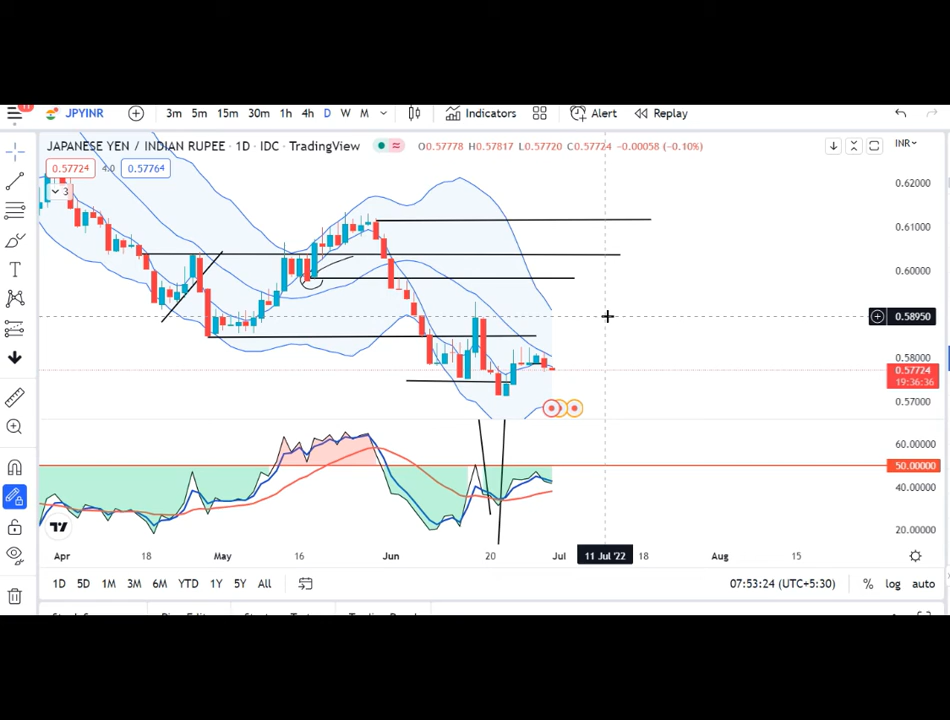 11
JPYINR 3m 5m 15m 30m 1h 4h D W M Indicators Alert Replay
JAPANESE YEN / INDIAN RUPEE · 1D · IDC · TradingView O0.57778 H0.57817 L0.57720 C0.57724 -0.00058 (-0.10%) INR
0.57724 4.0 0.57764
3
0.62000
0.61000
0.60000
0.58950
0.58000
0.57724
19:36:36
0.57000
60.00000
50.00000
40.00000
20.00000
Apr 18 May 16 Jun 20 Jul 11 Jul '22 18 Aug 15
1D 5D 1M 3M 6M YTD 1Y 5Y All 07:53:24 (UTC+5:30) % log auto